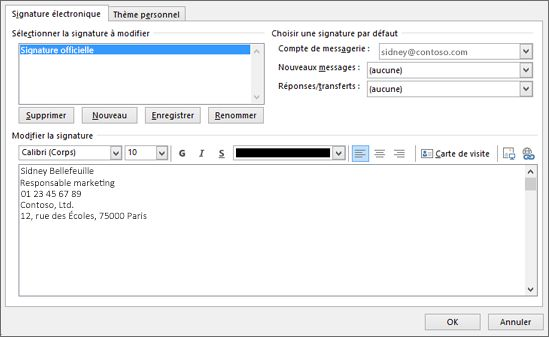 Signature électronique
Thème personnel
Sélectionner la signature à modifier
Choisir une signature par défaut
Signature officielle
Compte de messagerie :
sidney@contoso.com
Nouveaux messages :
(aucune)
Réponses/transferts :
(aucune)
Supprimer
Nouveau
Enregistrer
Renommer
Modifier la signature
Calibri (Corps)
10
G
I
S
Carte de visite
Sidney Bellefeuille
Responsable marketing
01 23 45 67 89
Contoso, Ltd.
12, rue des Écoles, 75000 Paris
OK
Annuler